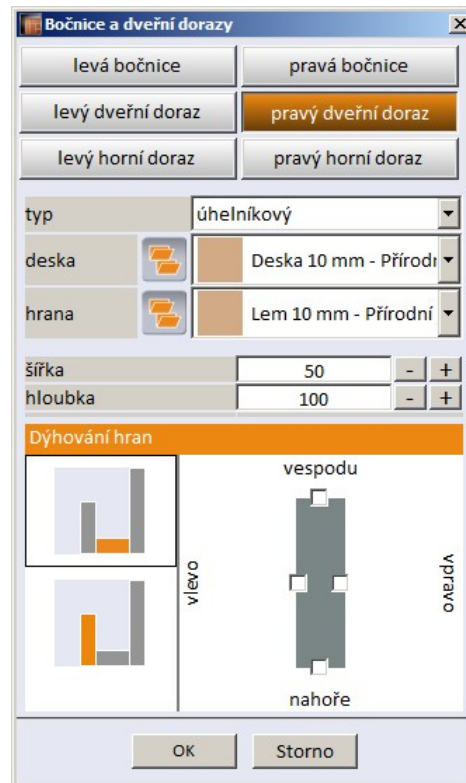 Bočnice a dveřní dorazy
levá bočnice
pravá bočnice
levý dveřní doraz
pravý dveřní doraz
levý horní doraz
pravý horní doraz
typ
úhelníkový
deska
Deska 10 mm - Přírodn
hrana
Lem 10 mm - Přírodní
šířka
50
-
+
hloubka
100
-
+
Dýhování hran
vespodu
vlevo
vpravo
nahoře
OK
Storno